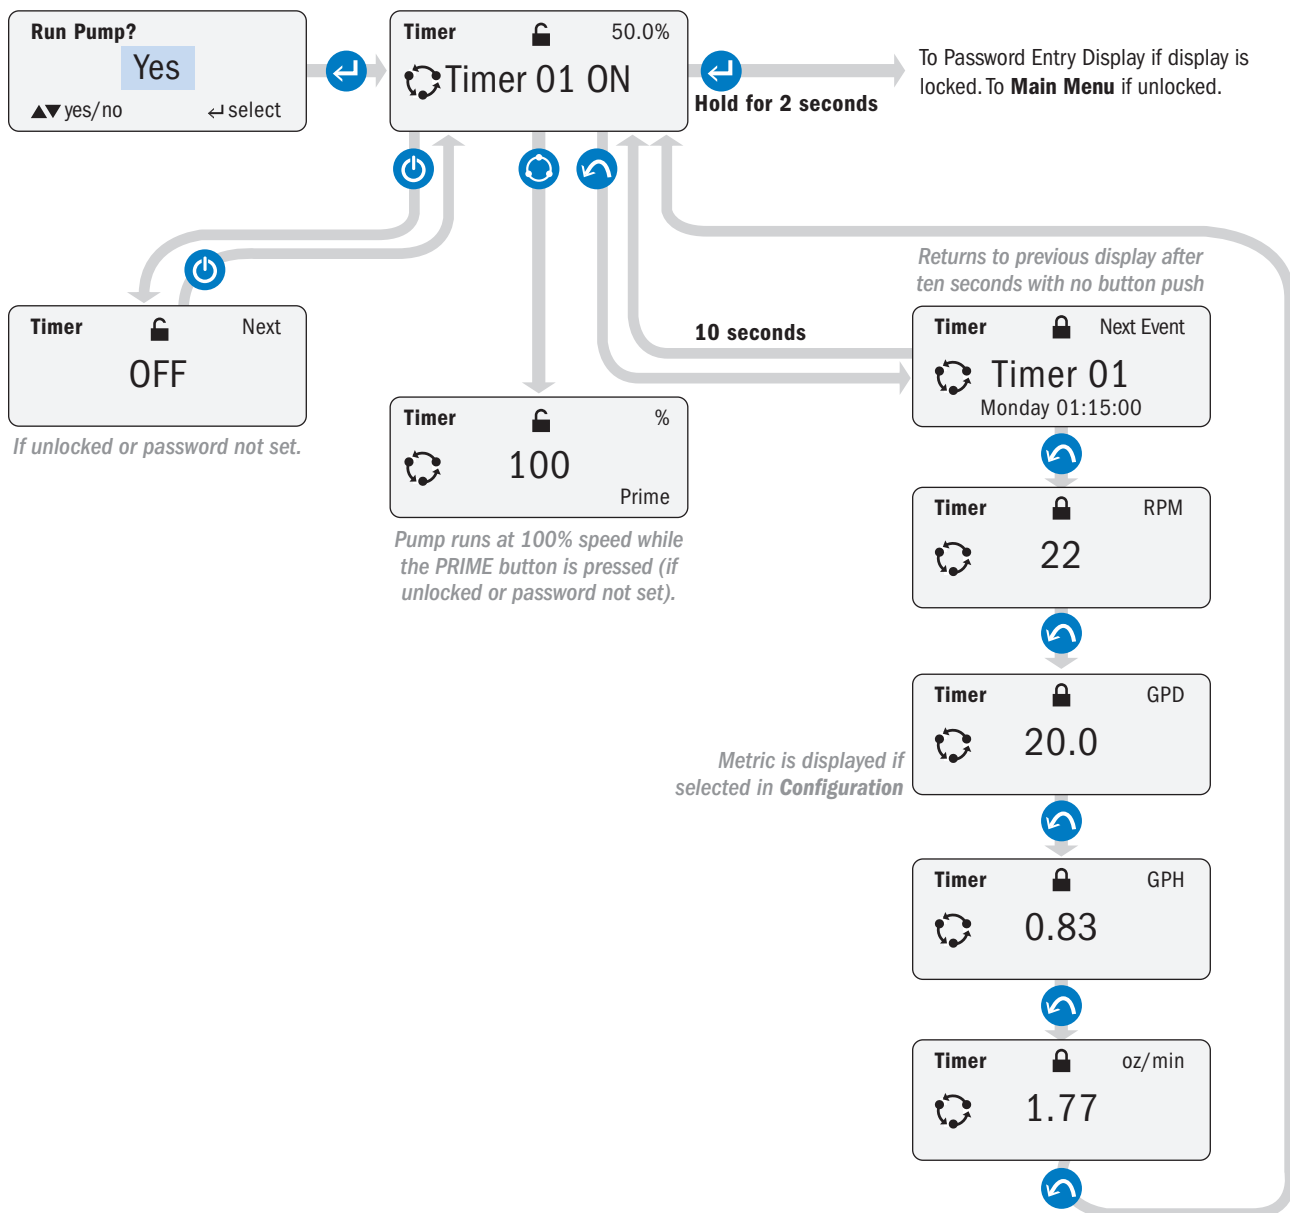 Run Pump?
Yes
▲▼ yes/no ↵ select
Timer 50.0%
Timer 01 ON
Hold for 2 seconds
To Password Entry Display if display is
locked. To Main Menu if unlocked.
Timer Next
OFF
If unlocked or password not set.
Timer %
100
Prime
Pump runs at 100% speed while
the PRIME button is pressed (if
unlocked or password not set).
10 seconds
Returns to previous display after
ten seconds with no button push
Timer Next Event
Timer 01
Monday 01:15:00
Timer RPM
22
Timer GPD
20.0
Metric is displayed if
selected in Configuration
Timer GPH
0.83
Timer oz/min
1.77